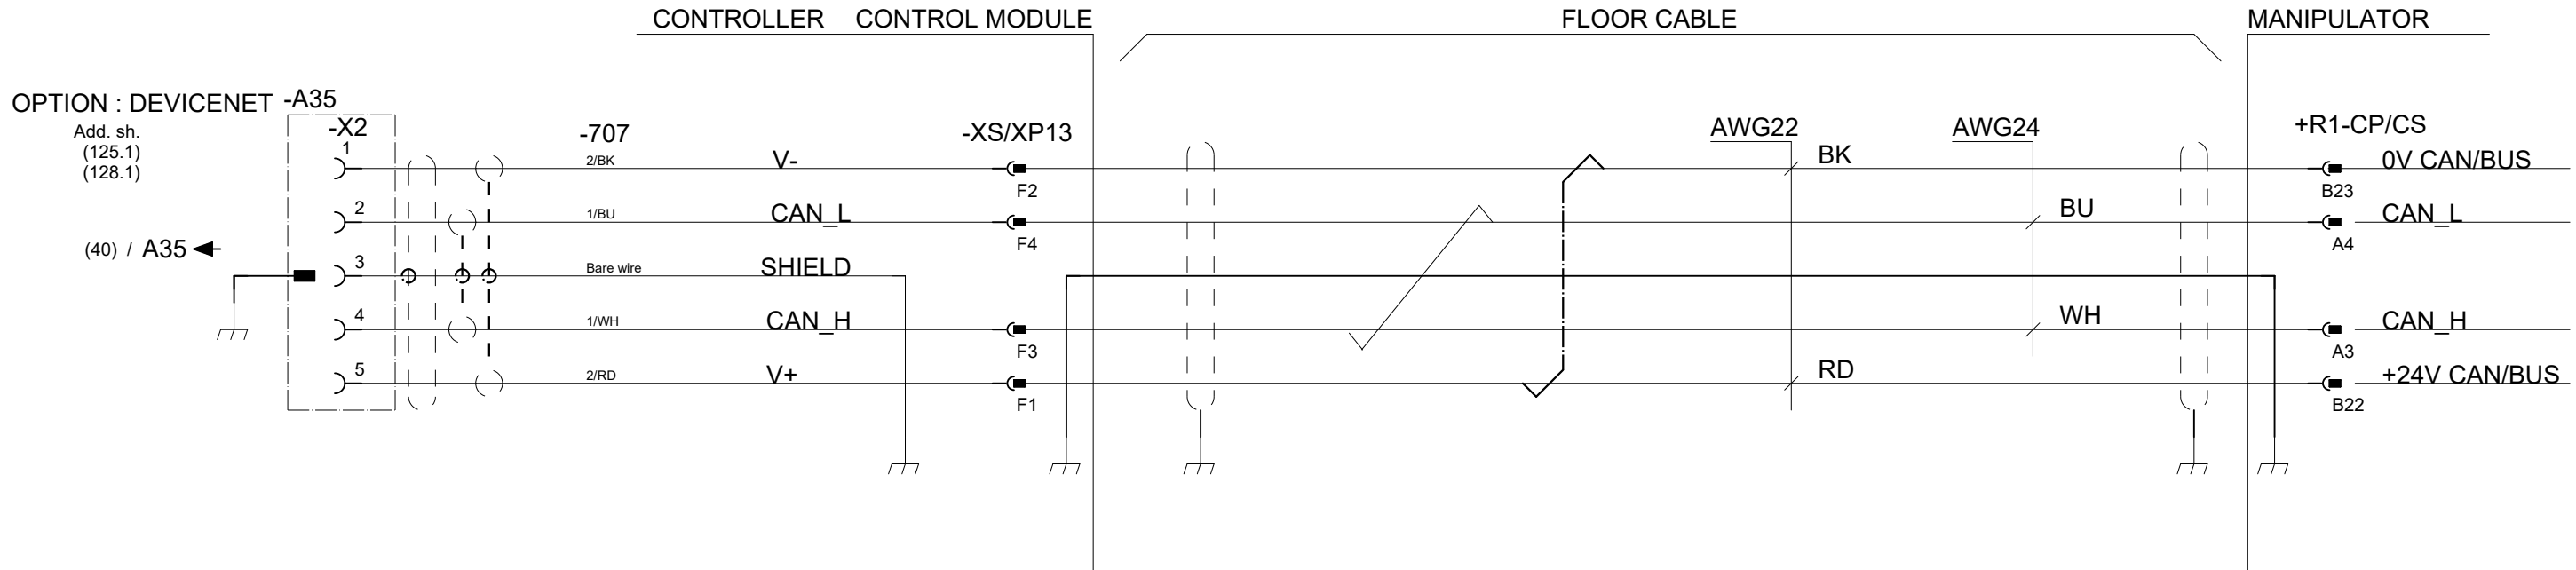 CONTROLLER CONTROL MODULE FLOOR CABLE MANIPULATOR
OPTION : DEVICENET -A35
Add. sh.
(125.1)
(128.1)
-X2 -707 -XS/XP13 AWG22 AWG24 +R1-CP/CS
1 2/BK V- F2 BK B23 0V CAN/BUS
2 1/BU CAN_L F4 BU A4 CAN_L
(40) / A35
3 Bare wire SHIELD
4 1/WH CAN_H F3 WH A3 CAN_H
5 2/RD V+ F1 RD B22 +24V CAN/BUS